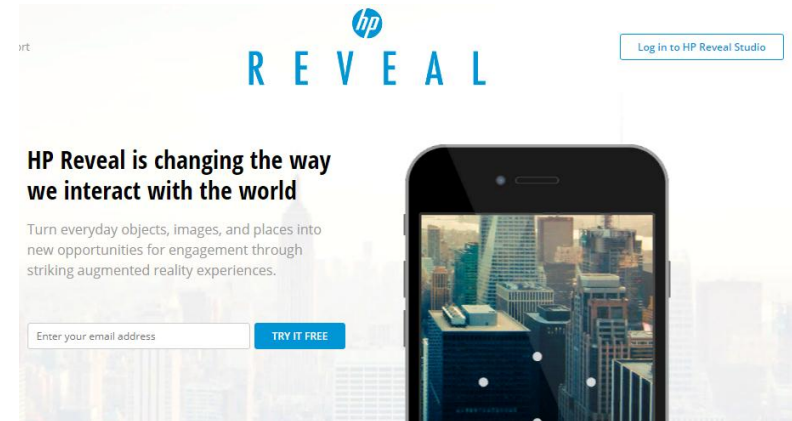 hp
ort
REVEAL
Log in to HP Reveal Studio
HP Reveal is changing the way
we interact with the world
Turn everyday objects, images, and places into
new opportunities for engagement through
striking augmented reality experiences.
Enter your email address
TRY IT FREE